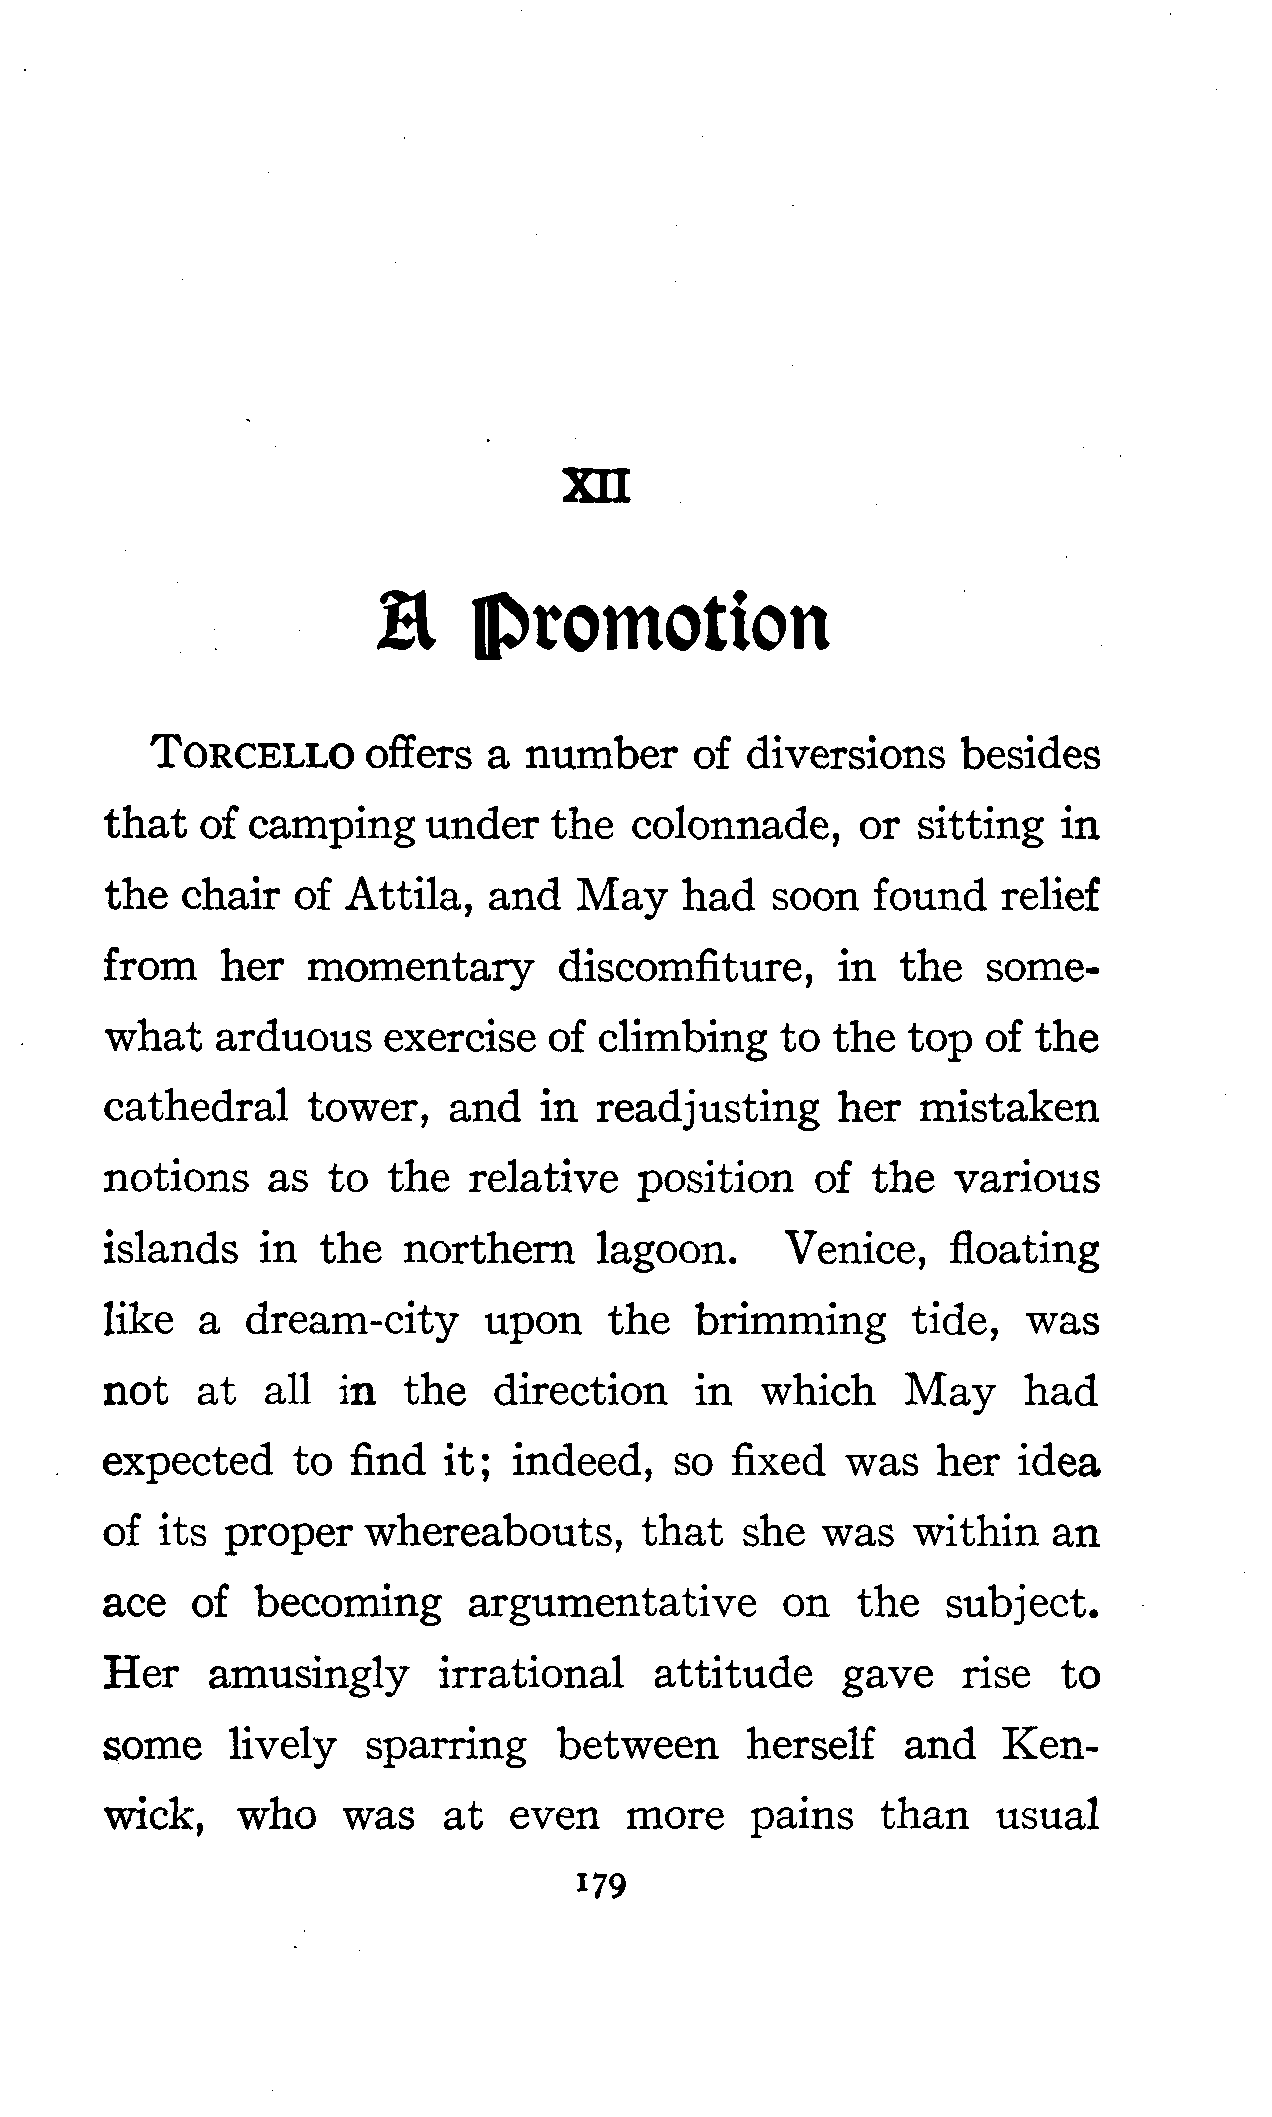 XII
A Promotion
TORCELLO offers a number of diversions besides
that of camping under the colonnade, or sitting in
the chair of Attila, and May had soon found relief
from her momentary discomfiture, in the some-
what arduous exercise of climbing to the top of the
cathedral tower, and in readjusting her mistaken
notions as to the relative position of the various
islands in the northern lagoon. Venice, floating
like a dream-city upon the brimming tide, was
not at all in the direction in which May had
expected to find it; indeed, so fixed was her idea
of its proper whereabouts, that she was within an
ace of becoming argumentative on the subject.
Her amusingly irrational attitude gave rise to
some lively sparring between herself and Ken-
wick, who was at even more pains than usual
179